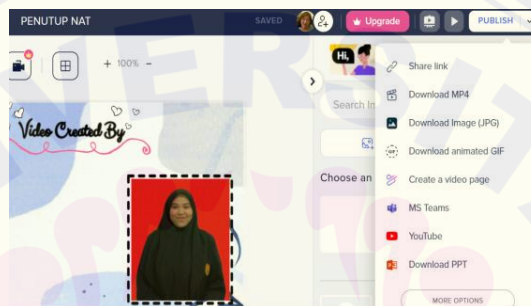 PENUTUP NAT
SAVED
Upgrade
PUBLISH
+ 100% -
Hi,
Search
Choose an
Video Created By
Share link
Download MP4
Download Image (JPG)
Download animated GIF
GIF
Create a video page
MS Teams
YouTube
Download PPT
MORE OPTIONS